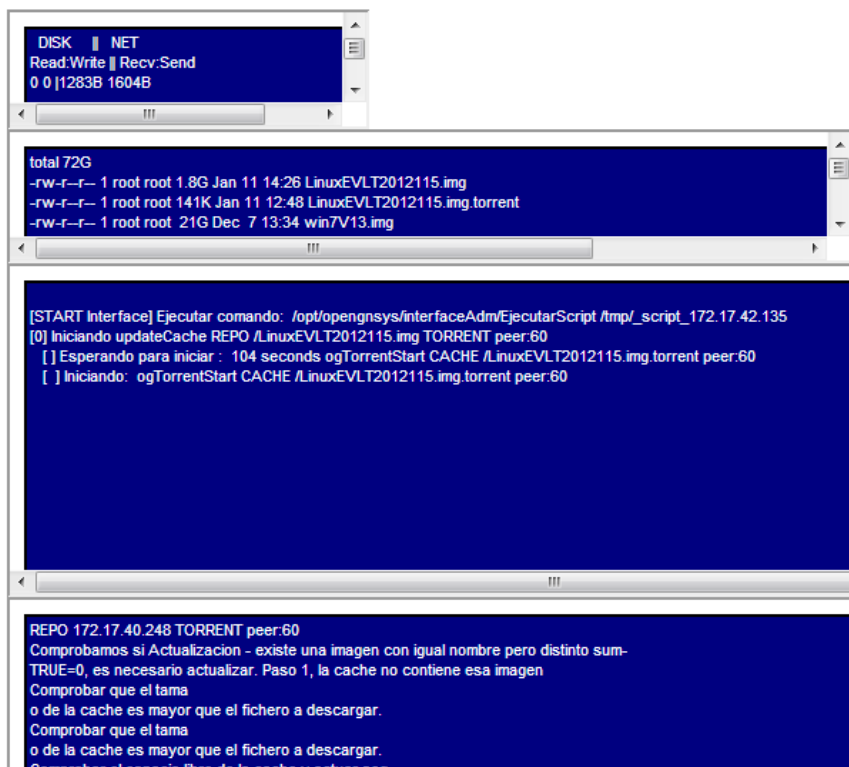 DISK || NET
Read:Write || Recv:Send
0 0 |1283B 1604B
total 72G
-rw-r--r-- 1 root root 1.8G Jan 11 14:26 LinuxEVLT2012115.img
-rw-r--r-- 1 root root 141K Jan 11 12:48 LinuxEVLT2012115.img.torrent
-rw-r--r-- 1 root root 21G Dec 7 13:34 win7V13.img
[START Interface] Ejecutar comando: /opt/opengnsys/interfaceAdm/EjecutarScript /tmp/_script_172.17.42.135
[0] Iniciando updateCache REPO /LinuxEVLT2012115.img TORRENT peer:60
[ ] Esperando para iniciar : 104 seconds ogTorrentStart CACHE /LinuxEVLT2012115.img.torrent peer:60
[ ] Iniciando: ogTorrentStart CACHE /LinuxEVLT2012115.img.torrent peer:60
REPO 172.17.40.248 TORRENT peer:60
Comprobamos si Actualizacion - existe una imagen con igual nombre pero distinto sum-
TRUE=0, es necesario actualizar. Paso 1, la cache no contiene esa imagen
Comprobar que el tama
o de la cache es mayor que el fichero a descargar.
Comprobar que el tama
o de la cache es mayor que el fichero a descargar.